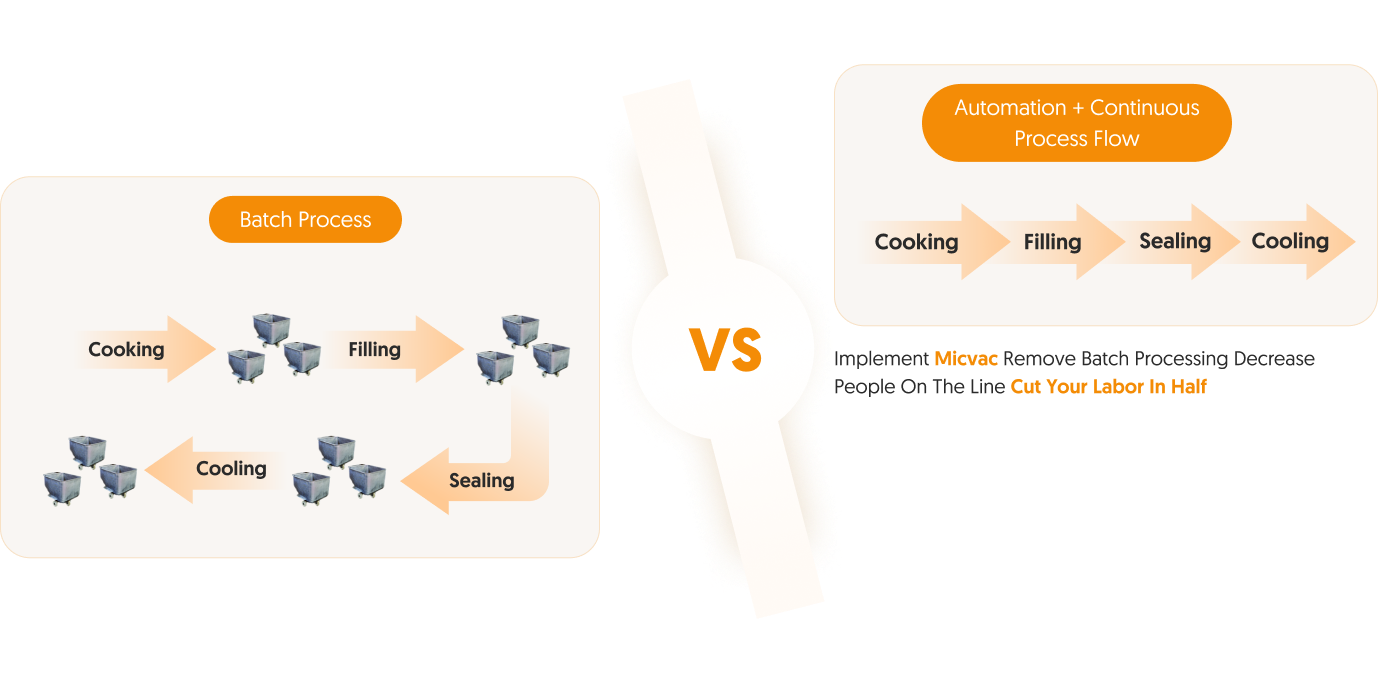 Batch Process
Cooking
Filling
Sealing
Cooling
VS
Automation + Continuous
Process Flow
Cooking
Filling
Sealing
Cooling
Implement Micvac Remove Batch Processing Decrease
People On The Line Cut Your Labor In Half